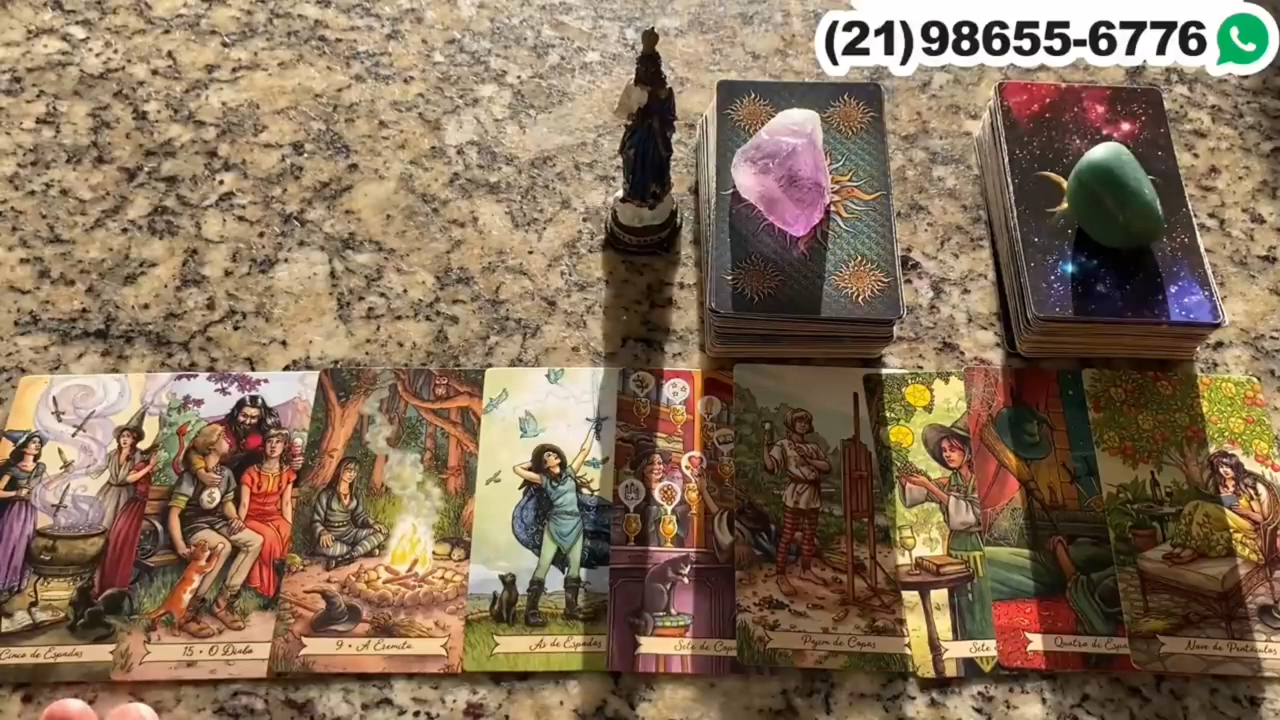 (21)98655-6776
Cinco de Espadas
15 • O Diabo
9 • A Eremita
Ás de Espadas
Sete de Cop
Pajem de Copas
Sete
Quatro de Espa
Nove de Pentáculos